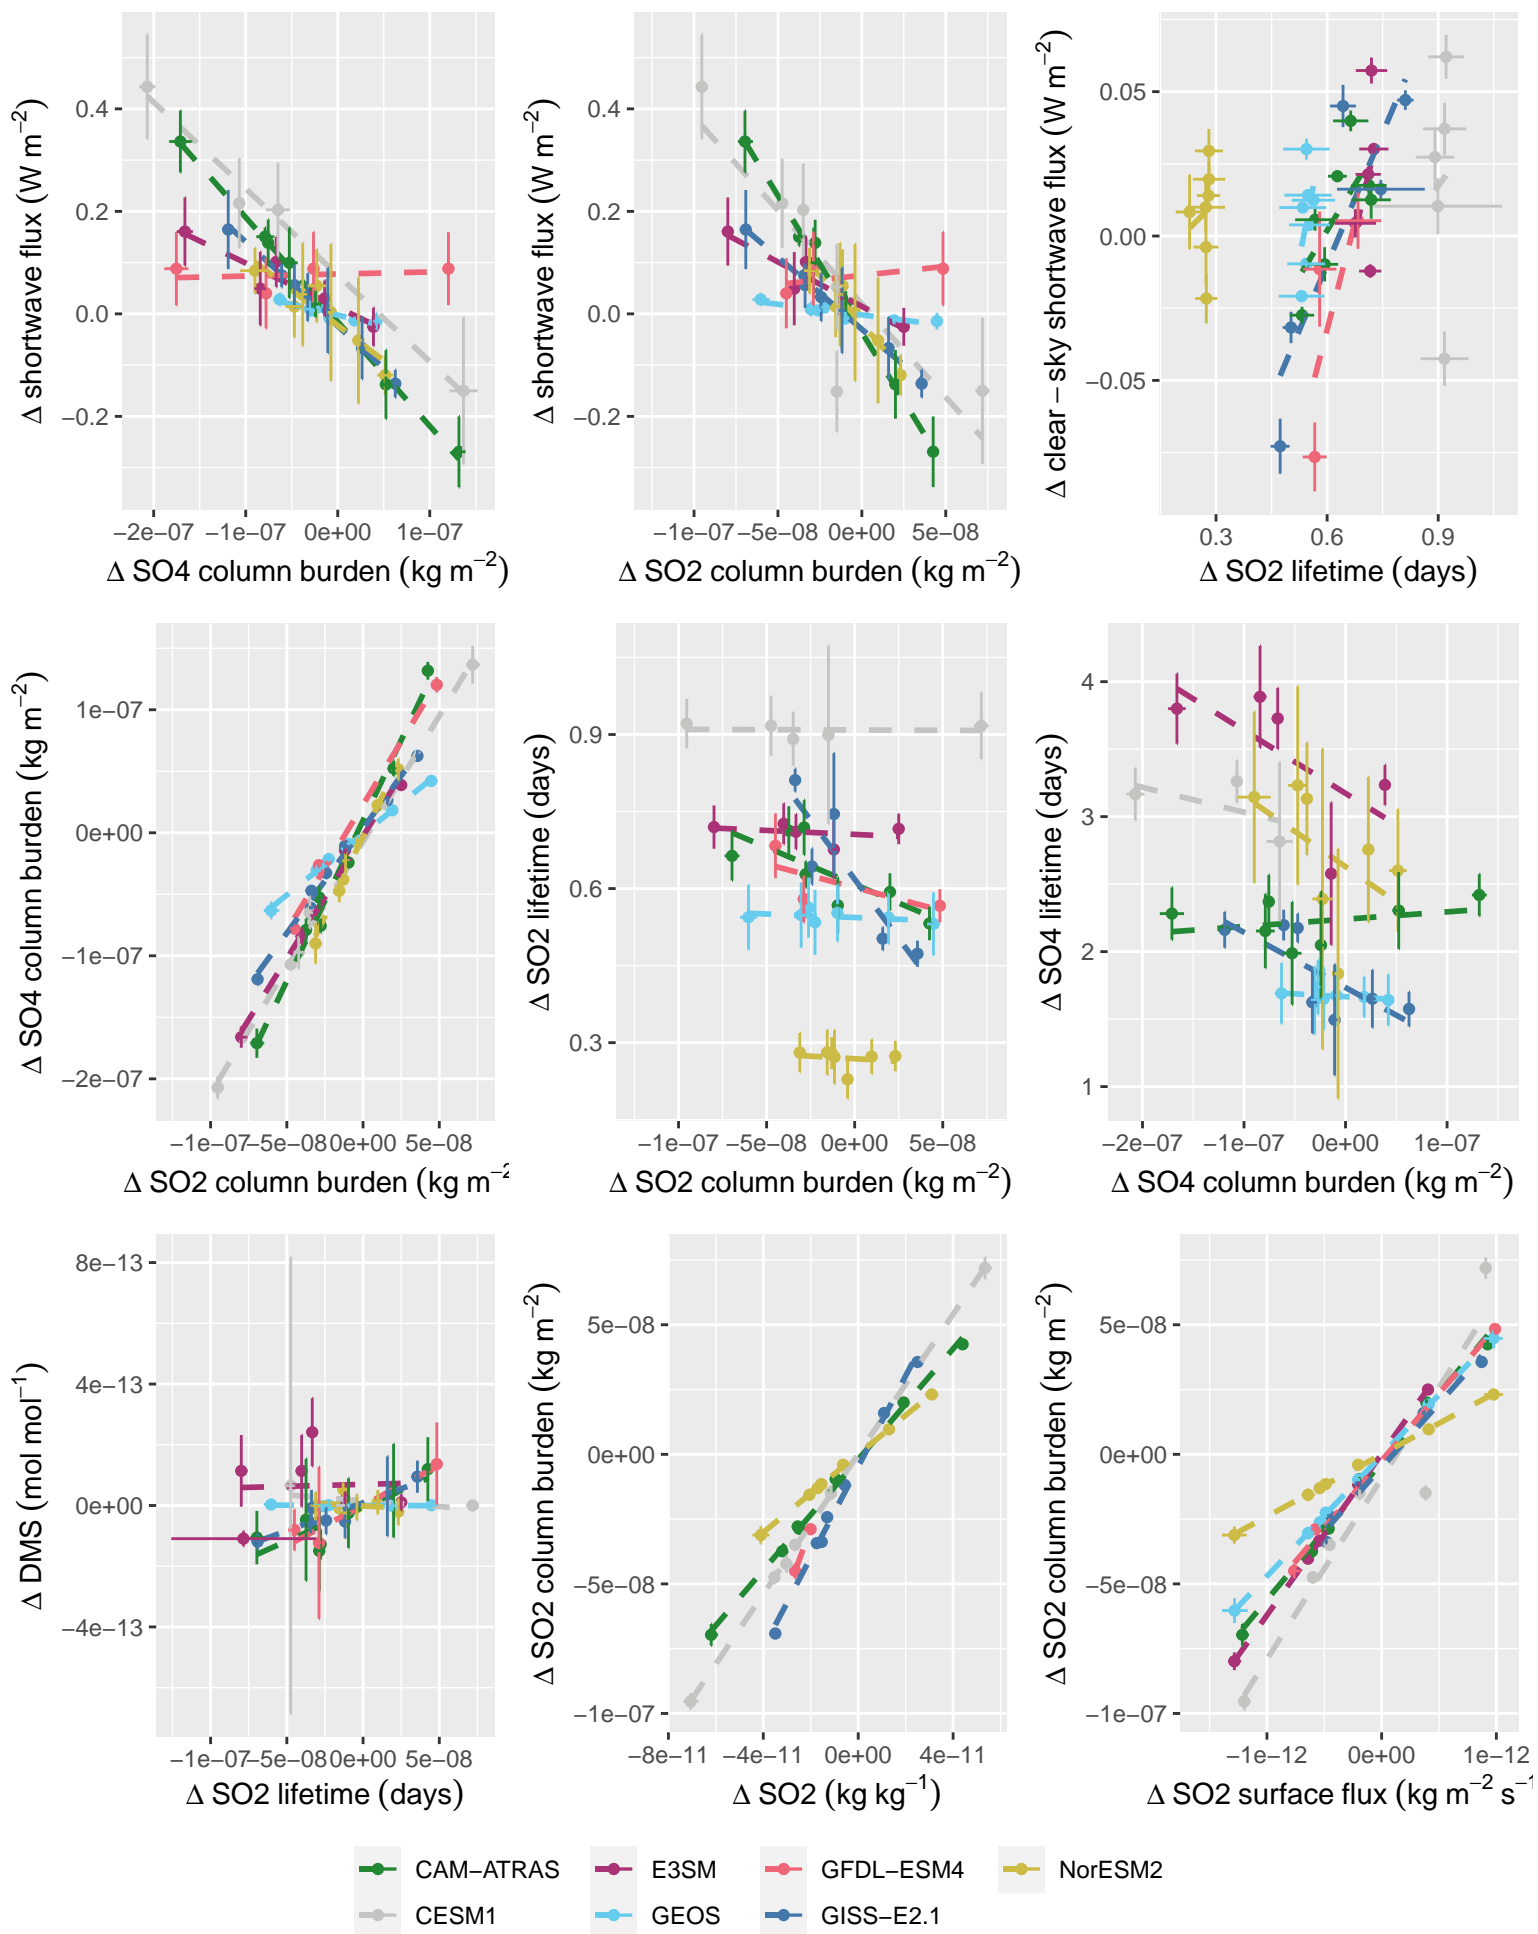 Δ shortwave flux (W m−2)
0.4
0.2
0.0
−0.2
−2e−07 −1e−07 0e+00 1e−07
Δ SO4 column burden (kg m−2)
Δ shortwave flux (W m−2)
0.4
0.2
0.0
−0.2
−1e−07 −5e−08 0e+00 5e−08
Δ SO2 column burden (kg m−2)
Δ clear−sky shortwave flux (W m−2)
0.05
0.00
−0.05
0.3 0.6 0.9
Δ SO2 lifetime (days)
Δ SO4 column burden (kg m−2)
1e−07
0e+00
−1e−07
−2e−07
−1e−07 −5e−08 0e+00 5e−08
Δ SO2 column burden (kg m−2
Δ SO2 lifetime (days)
0.9
0.6
0.3
−1e−07 −5e−08 0e+00 5e−08
Δ SO2 column burden (kg m−2)
Δ SO4 lifetime (days)
4
3
2
1
−2e−07 −1e−07 0e+00 1e−07
Δ SO4 column burden (kg m−2)
Δ DMS (mol mol−1)
8e−13
4e−13
0e+00
−4e−13
−1e−07 −5e−08 0e+00 5e−08
Δ SO2 lifetime (days)
Δ SO2 column burden (kg m−2)
5e−08
0e+00
−5e−08
−1e−07
−8e−11 −4e−11 0e+00 4e−11
Δ SO2 (kg kg−1)
Δ SO2 column burden (kg m−2)
5e−08
0e+00
−5e−08
−1e−07
−1e−12 0e+00 1e−12
Δ SO2 surface flux (kg m−2 s−1
CAM−ATRAS E3SM GFDL−ESM4 NorESM2
CESM1 GEOS GISS−E2.1